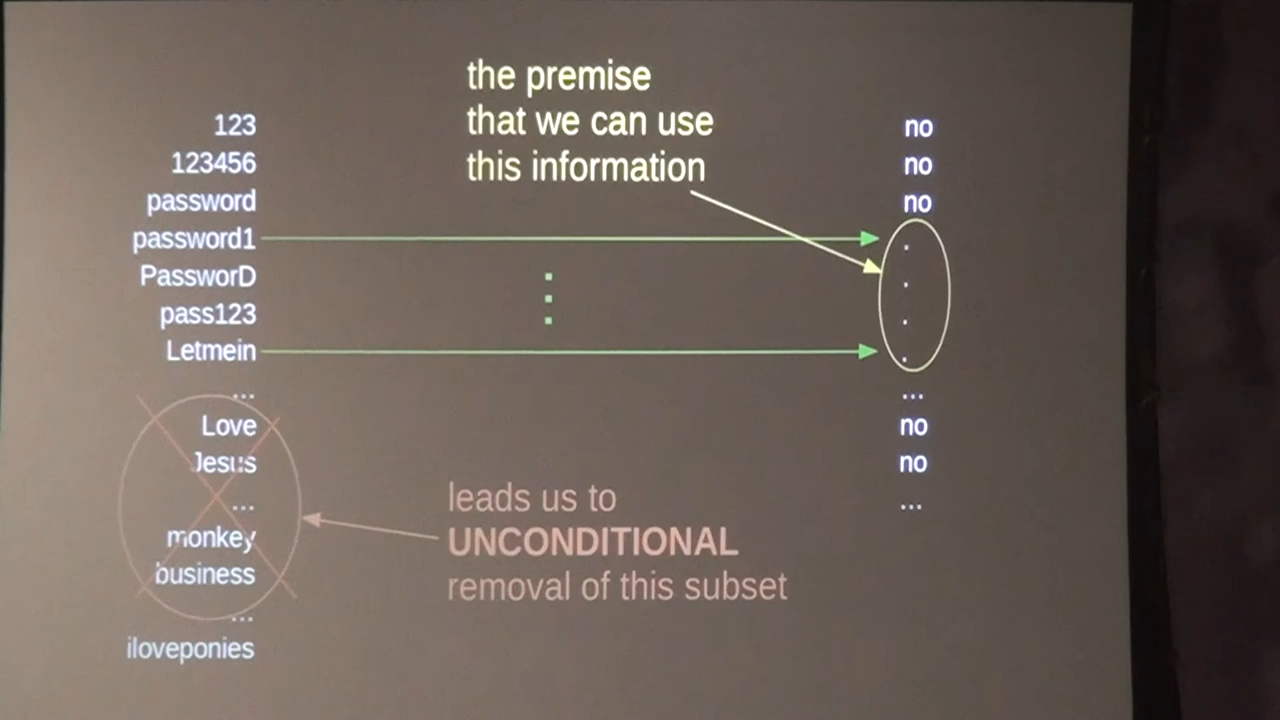 the premise
that we can use
this information
123 no
123456 no
password no
password1 .
PassworD .
pass123 .
Letmein .
... ...
Love no
Jesus no
... ...
monkey
business
...
iloveponies
leads us to
UNCONDITIONAL
removal of this subset